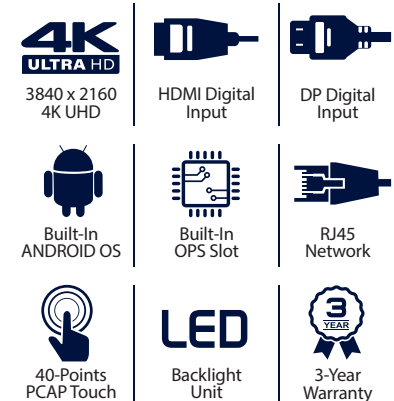 4K
ULTRA HD
3840 x 2160
4K UHD
HDMI Digital
Input
DP Digital
Input
Built-In
ANDROID OS
Built-In
OPS Slot
RJ45
Network
40-Points
PCAP Touch
LED
Backlight
Unit
3
YEAR
3-Year
Warranty